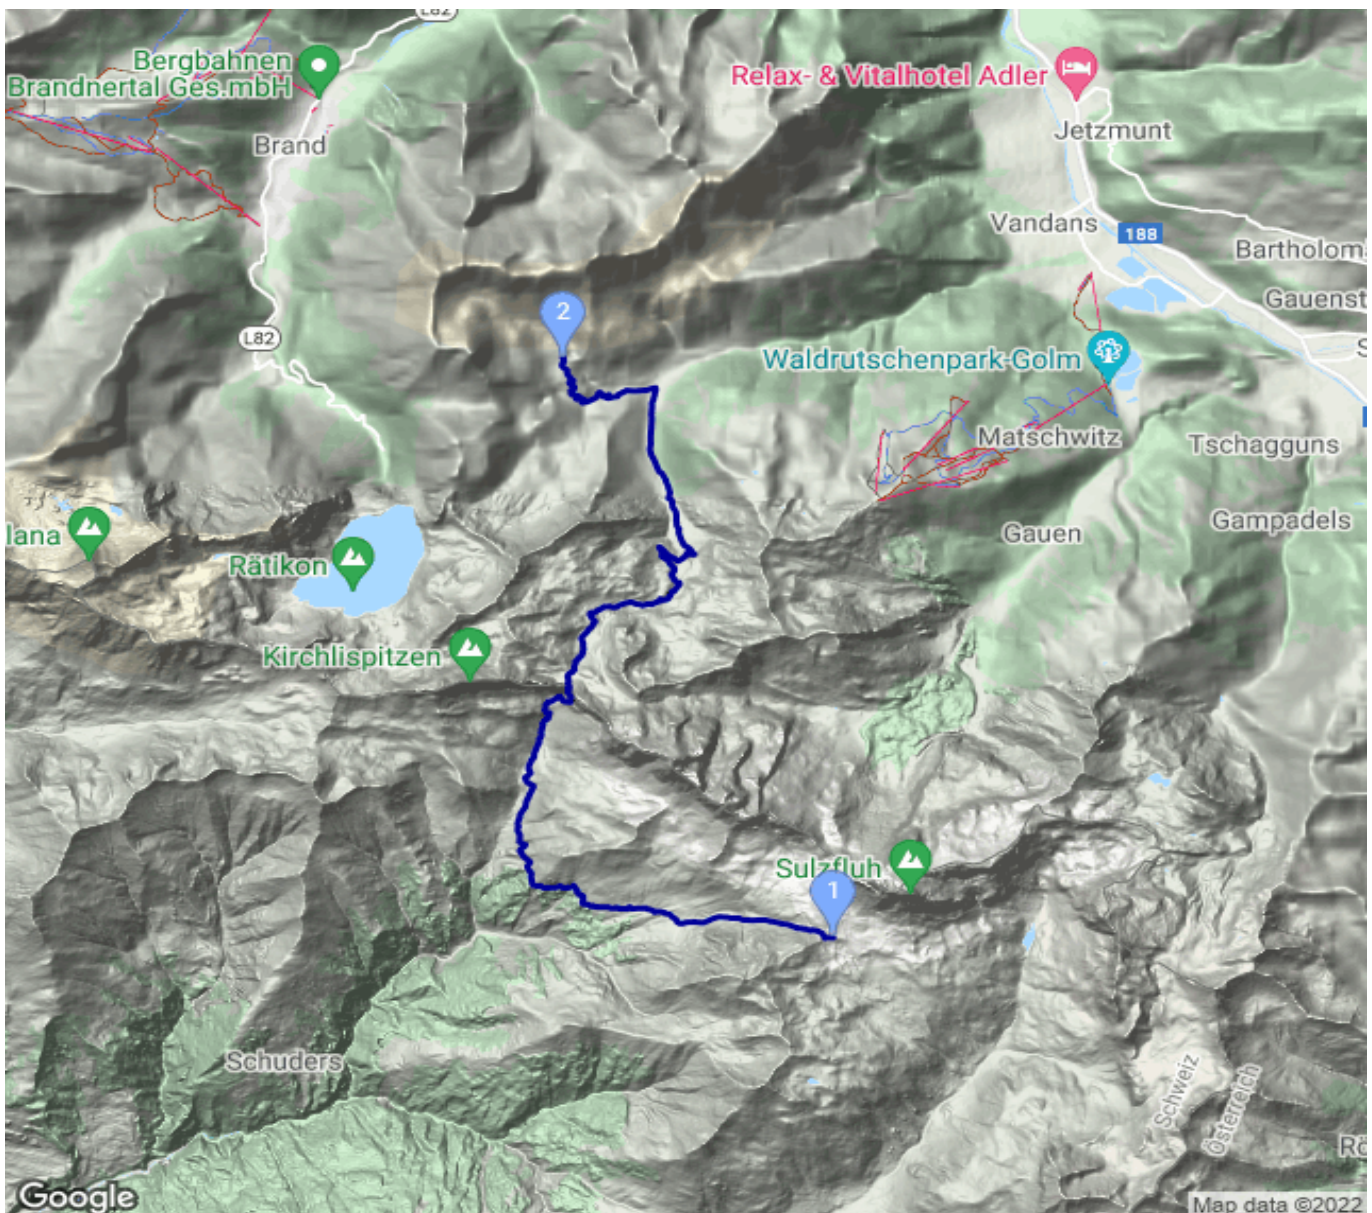 L82
Bergbahnen
Brandnertal Ges.mbH
Brand
Relax- & Vitalhotel Adler
Jetzmunt
Vandans
188
Bartholom
Gauenst
2
L82
Waldrutschenpark-Golm
Matschwitz
Tschagguns
Gampadels
Gauen
lana
Rätikon
Kirchlispitzen
Sulzfluh
1
Schuders
Schweiz
Österreich
Rö
Google
Map data ©2022